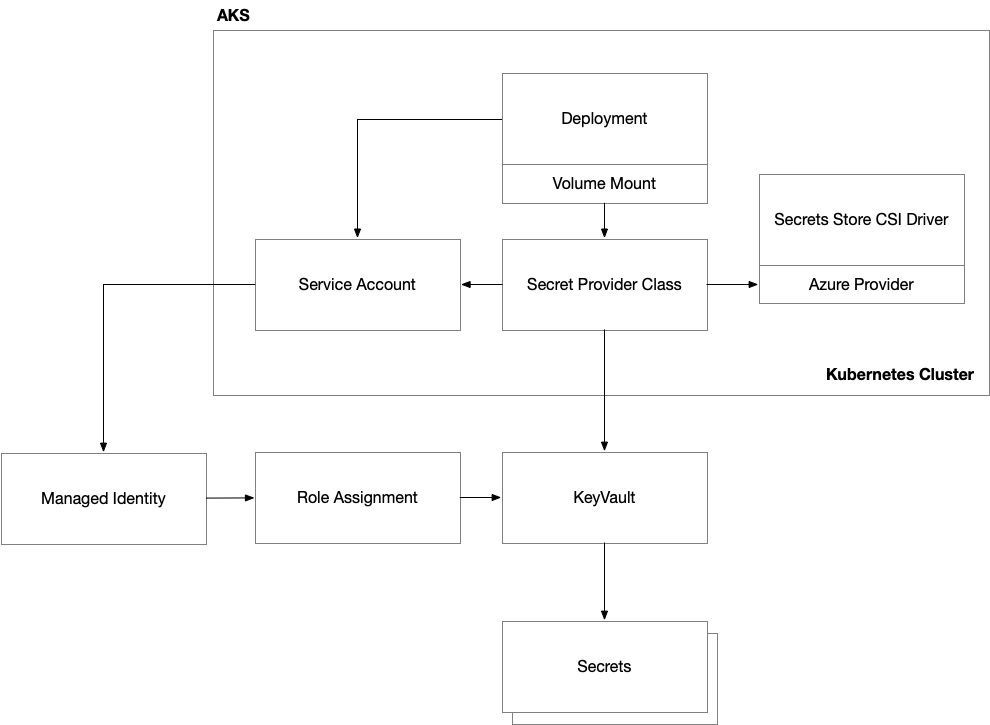 AKS
Deployment
Volume Mount
Secrets Store CSI Driver
Service Account
Secret Provider Class
Azure Provider
Kubernetes Cluster
Managed Identity
Role Assignment
KeyVault
Secrets